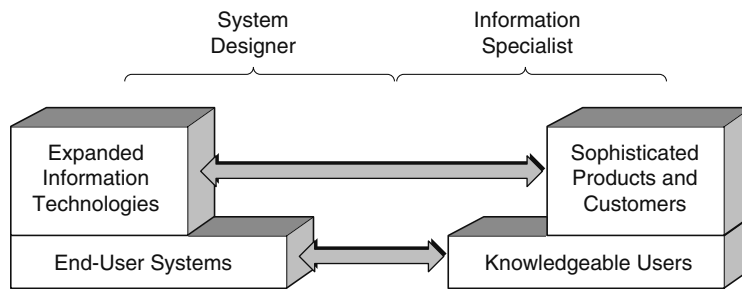 System
Designer
Information
Specialist
Expanded
Information
Technologies
Sophisticated
Products and
Customers
End-User Systems
Knowledgeable Users